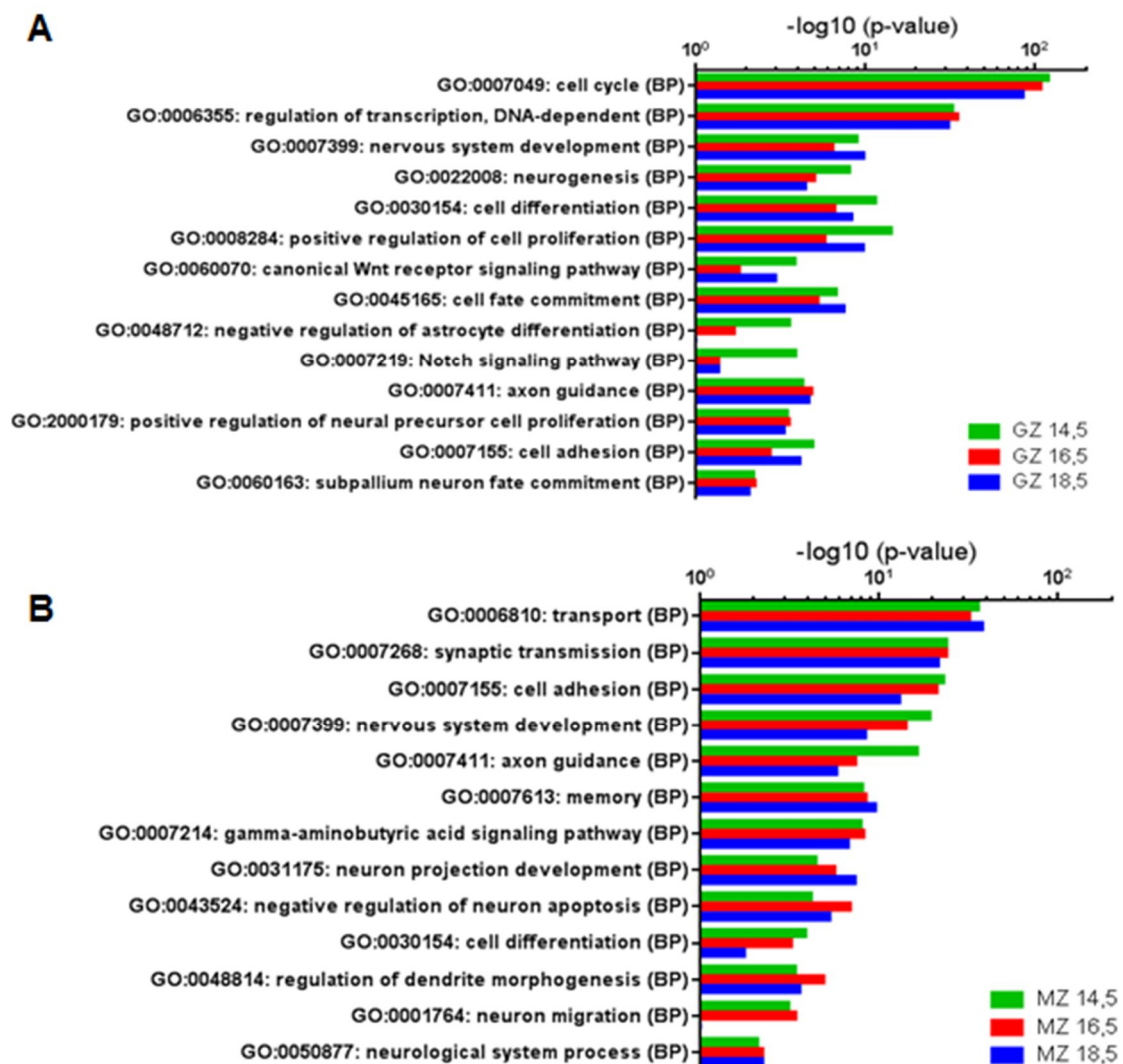 A
-log10 (p-value)
10⁰ 10¹ 10²
GO:0007049: cell cycle (BP)
GO:0006355: regulation of transcription, DNA-dependent (BP)
GO:0007399: nervous system development (BP)
GO:0022008: neurogenesis (BP)
GO:0030154: cell differentiation (BP)
GO:0008284: positive regulation of cell proliferation (BP)
GO:0060070: canonical Wnt receptor signaling pathway (BP)
GO:0045165: cell fate commitment (BP)
GO:0048712: negative regulation of astrocyte differentiation (BP)
GO:0007219: Notch signaling pathway (BP)
GO:0007411: axon guidance (BP)
GO:2000179: positive regulation of neural precursor cell proliferation (BP)
GO:0007155: cell adhesion (BP)
GO:0060163: subpallium neuron fate commitment (BP)
GZ 14,5
GZ 16,5
GZ 18,5
B
-log10 (p-value)
10⁰ 10¹ 10²
GO:0006810: transport (BP)
GO:0007268: synaptic transmission (BP)
GO:0007155: cell adhesion (BP)
GO:0007399: nervous system development (BP)
GO:0007411: axon guidance (BP)
GO:0007613: memory (BP)
GO:0007214: gamma-aminobutyric acid signaling pathway (BP)
GO:0031175: neuron projection development (BP)
GO:0043524: negative regulation of neuron apoptosis (BP)
GO:0030154: cell differentiation (BP)
GO:0048814: regulation of dendrite morphogenesis (BP)
GO:0001764: neuron migration (BP)
GO:0050877: neurological system process (BP)
MZ 14,5
MZ 16,5
MZ 18,5